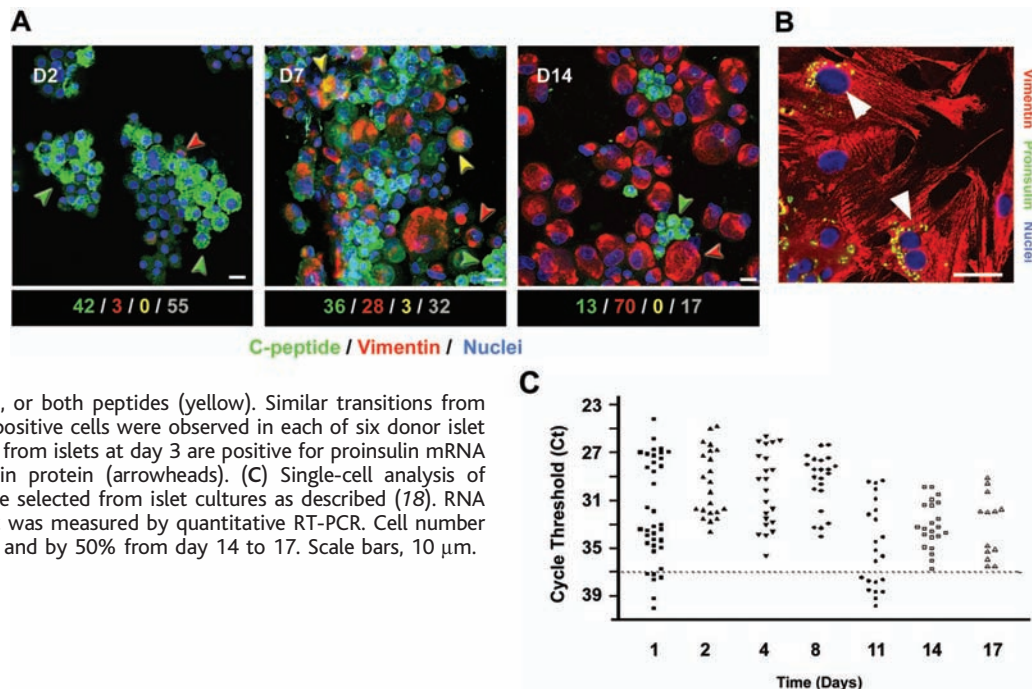 A
B
D2
D7
D14
42 / 3 / 0 / 55
36 / 28 / 3 / 32
13 / 70 / 0 / 17
C-peptide / Vimentin / Nuclei
Vimentin Proinsulin Nuclei
, or both peptides (yellow). Similar transitions from
positive cells were observed in each of six donor islet
from islets at day 3 are positive for proinsulin mRNA
in protein (arrowheads). (C) Single-cell analysis of
e selected from islet cultures as described (18). RNA
was measured by quantitative RT-PCR. Cell number
and by 50% from day 14 to 17. Scale bars, 10 μm.
C
Cycle Threshold (Ct)
23
27
31
35
39
1 2 4 8 11 14 17
Time (Days)